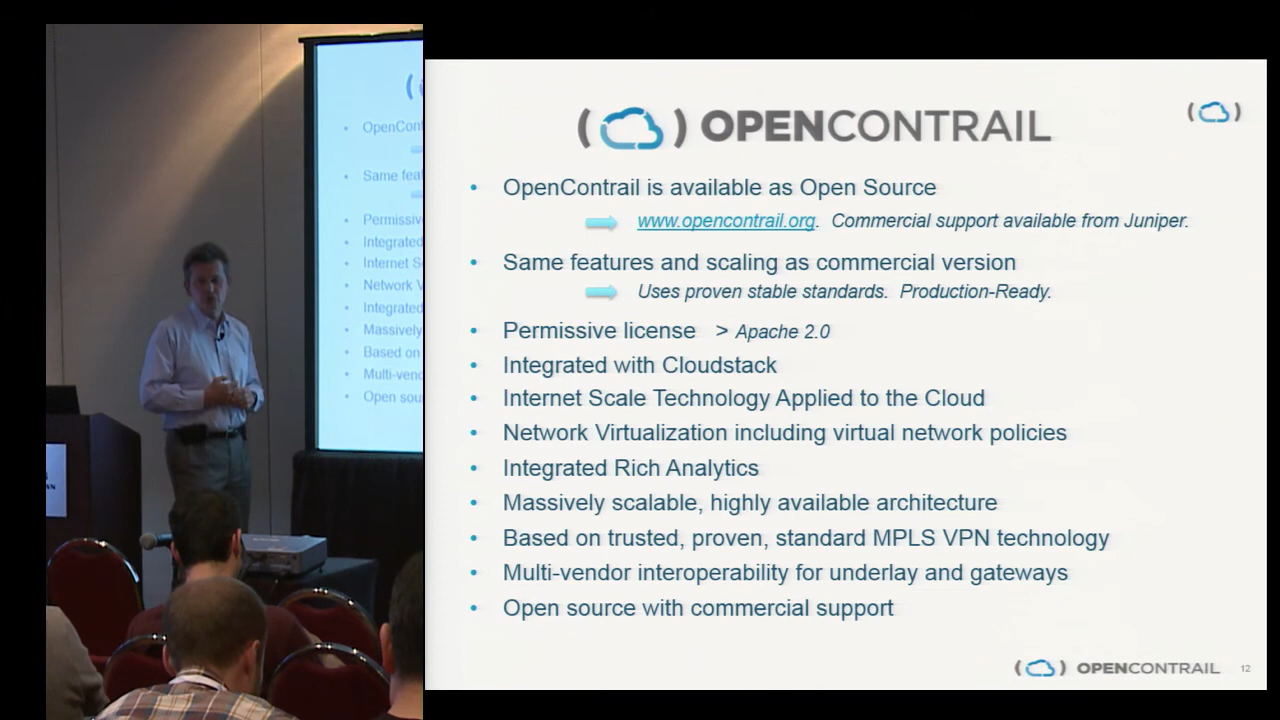 ( ) OPENCONTRAIL
• OpenContrail is available as Open Source
www.opencontrail.org. Commercial support available from Juniper.
• Same features and scaling as commercial version
Uses proven stable standards. Production-Ready.
• Permissive license > Apache 2.0
• Integrated with Cloudstack
• Internet Scale Technology Applied to the Cloud
• Network Virtualization including virtual network policies
• Integrated Rich Analytics
• Massively scalable, highly available architecture
• Based on trusted, proven, standard MPLS VPN technology
• Multi-vendor interoperability for underlay and gateways
• Open source with commercial support
( ) OPENCONTRAIL 12
• OpenCont
• Same fea
• Permissive
• Integrated
• Internet S
• Network V
• Integrated
• Massively
• Based on
• Multi-vend
• Open sou